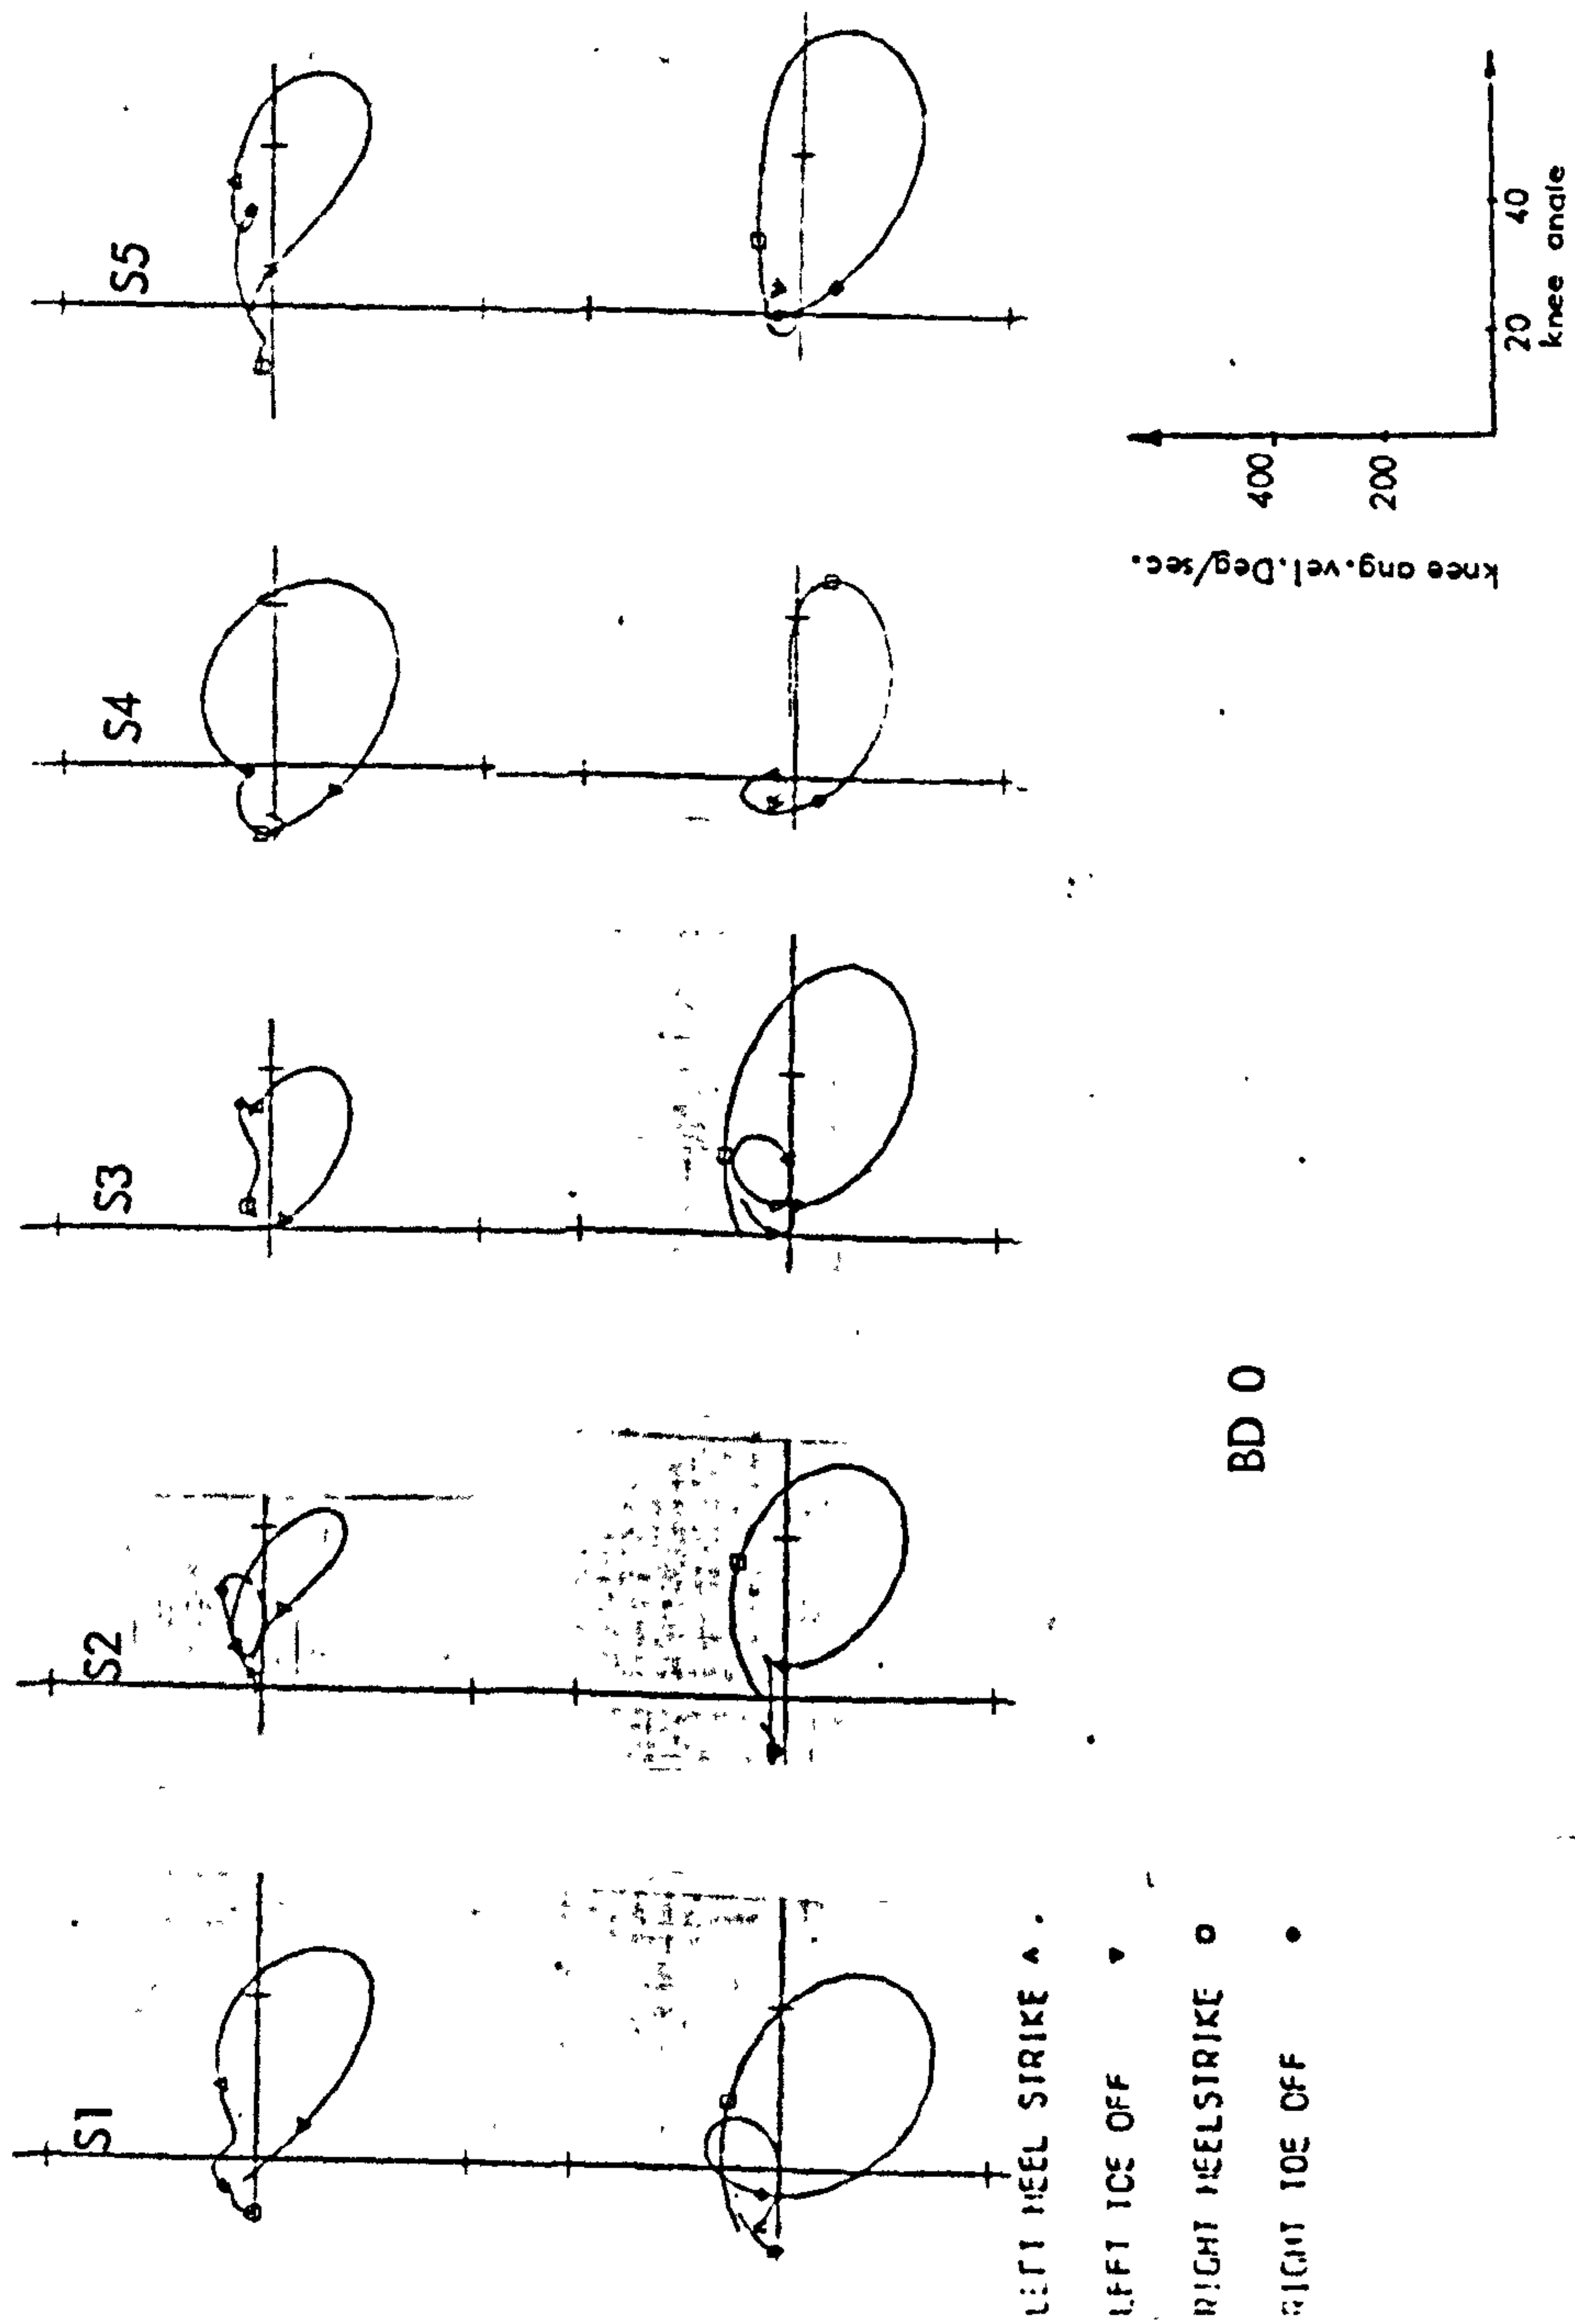 S1
S2
S3
S4
S5
knee ang. vel. Deg/sec.
400
200
20
40
knee angle
BD 0
LEFT HEEL STRIKE
LEFT TOE OFF
RIGHT HEELSTRIKE
RIGHT TOE OFF